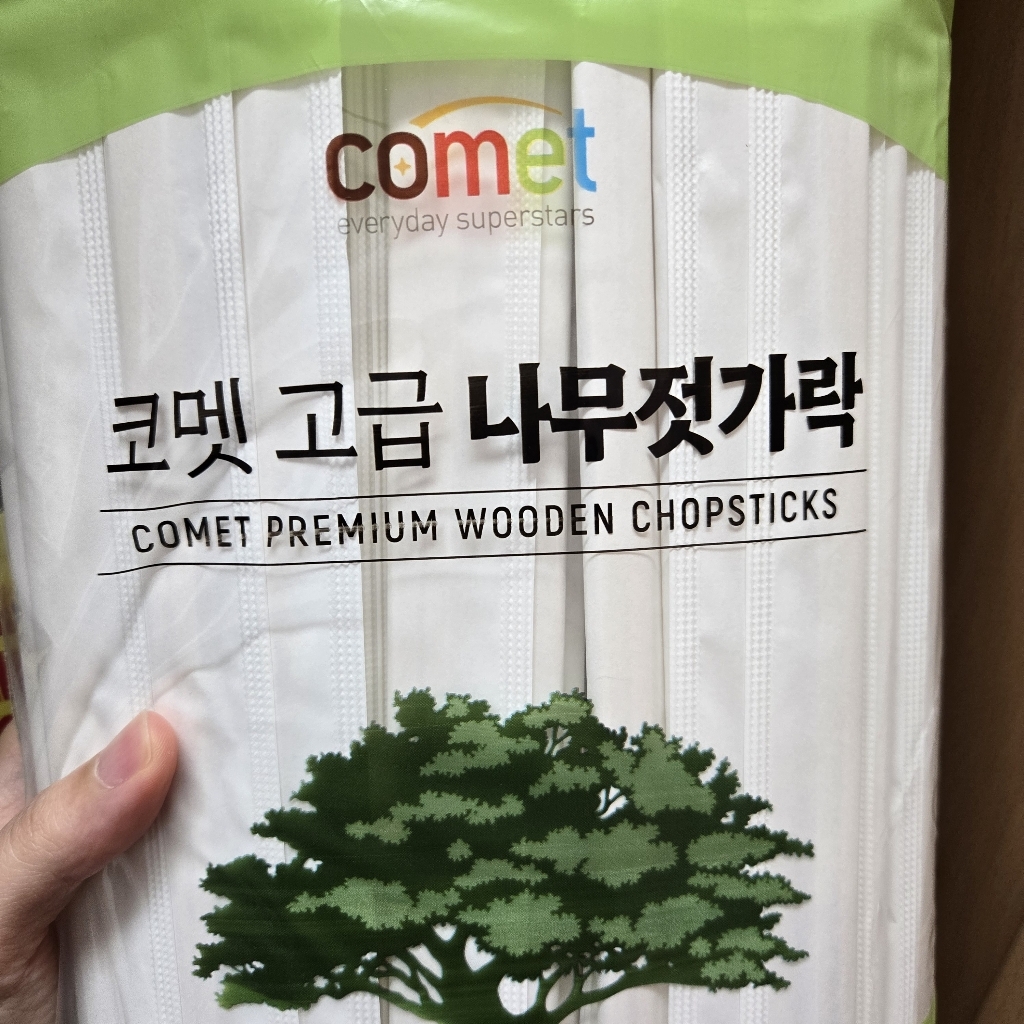 comet
everyday superstars
코멧 고급 나무젓가락
COMET PREMIUM WOODEN CHOPSTICKS